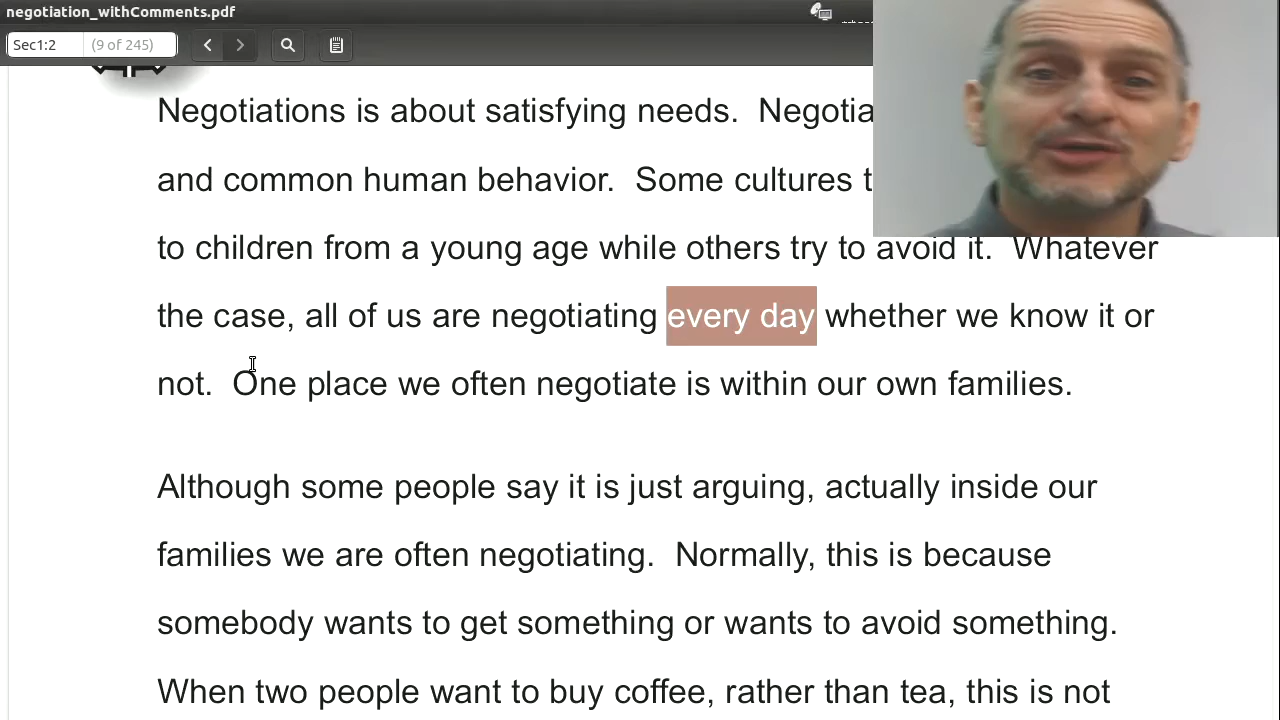 negotiation_withComments.pdf
Sec1:2 (9 of 245)
Negotiations is about satisfying needs. Negotia
and common human behavior. Some cultures t
to children from a young age while others try to avoid it. Whatever
the case, all of us are negotiating every day whether we know it or
not. One place we often negotiate is within our own families.
Although some people say it is just arguing, actually inside our
families we are often negotiating. Normally, this is because
somebody wants to get something or wants to avoid something.
When two people want to buy coffee, rather than tea, this is not